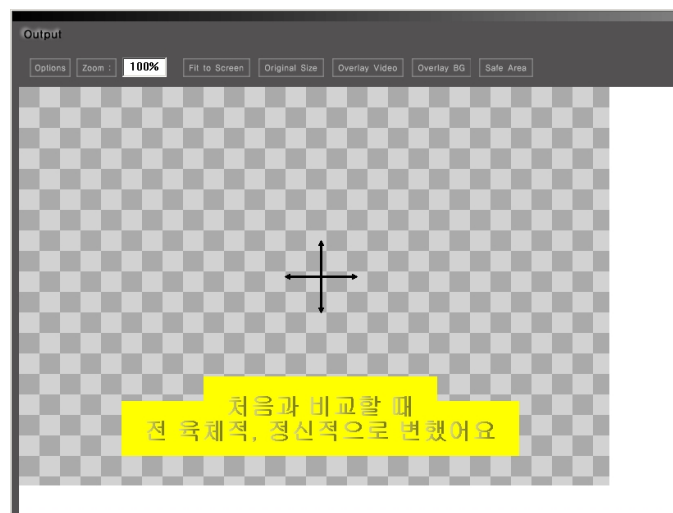 Output
Options Zoom : 100% Fit to Screen Original Size Overlay Video Overlay BG Safe Area
처음과 비교할 때
전 육체적, 정신적으로 변했어요